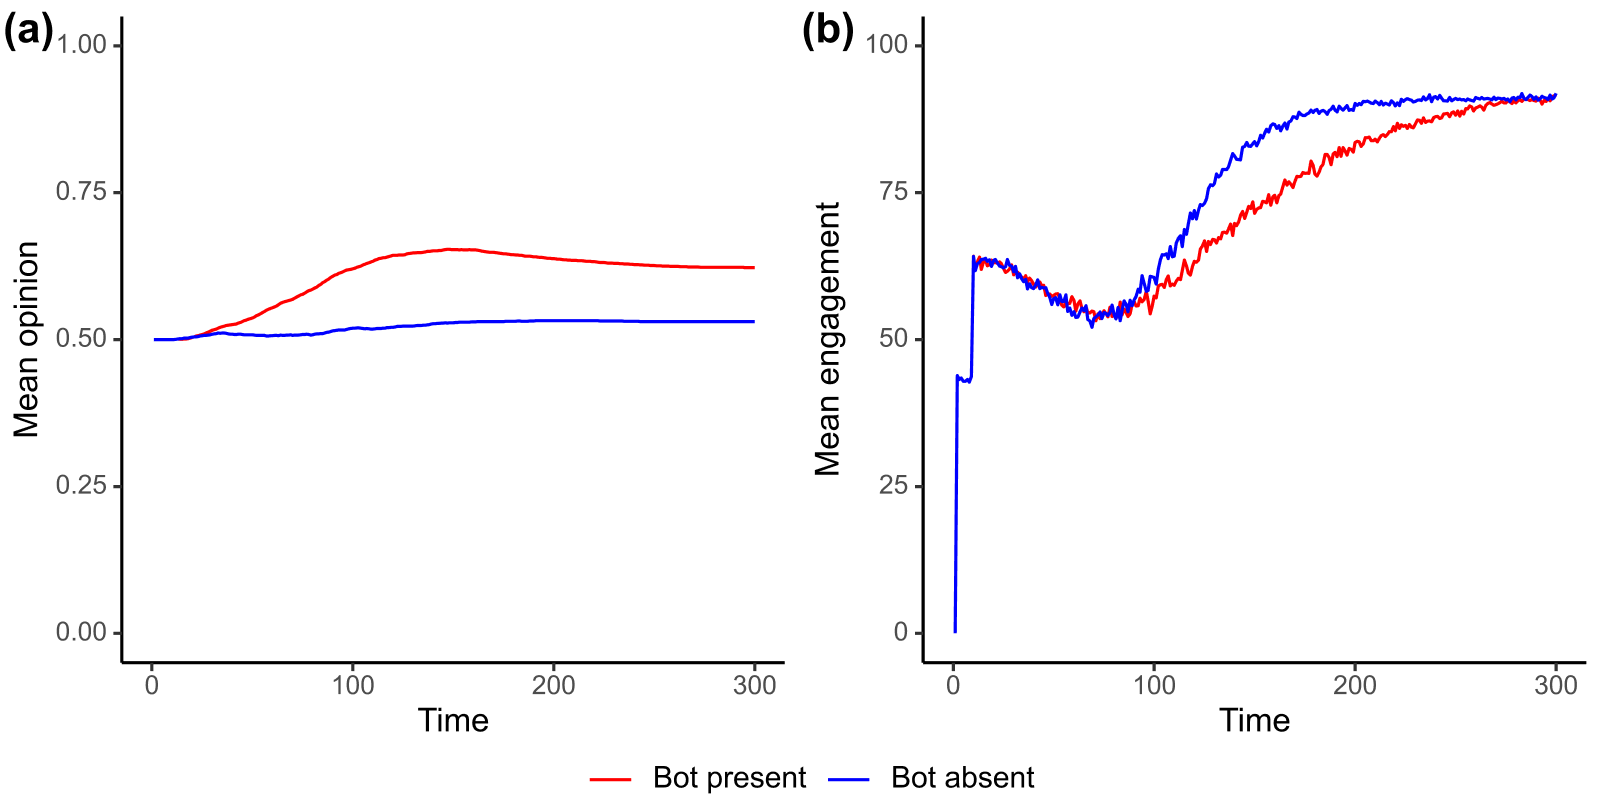 (a)
1.00
0.75
0.50
0.25
0.00
Mean opinion
0 100 200 300
Time
(b)
100
75
50
25
0
Mean engagement
0 100 200 300
Time
Bot present Bot absent